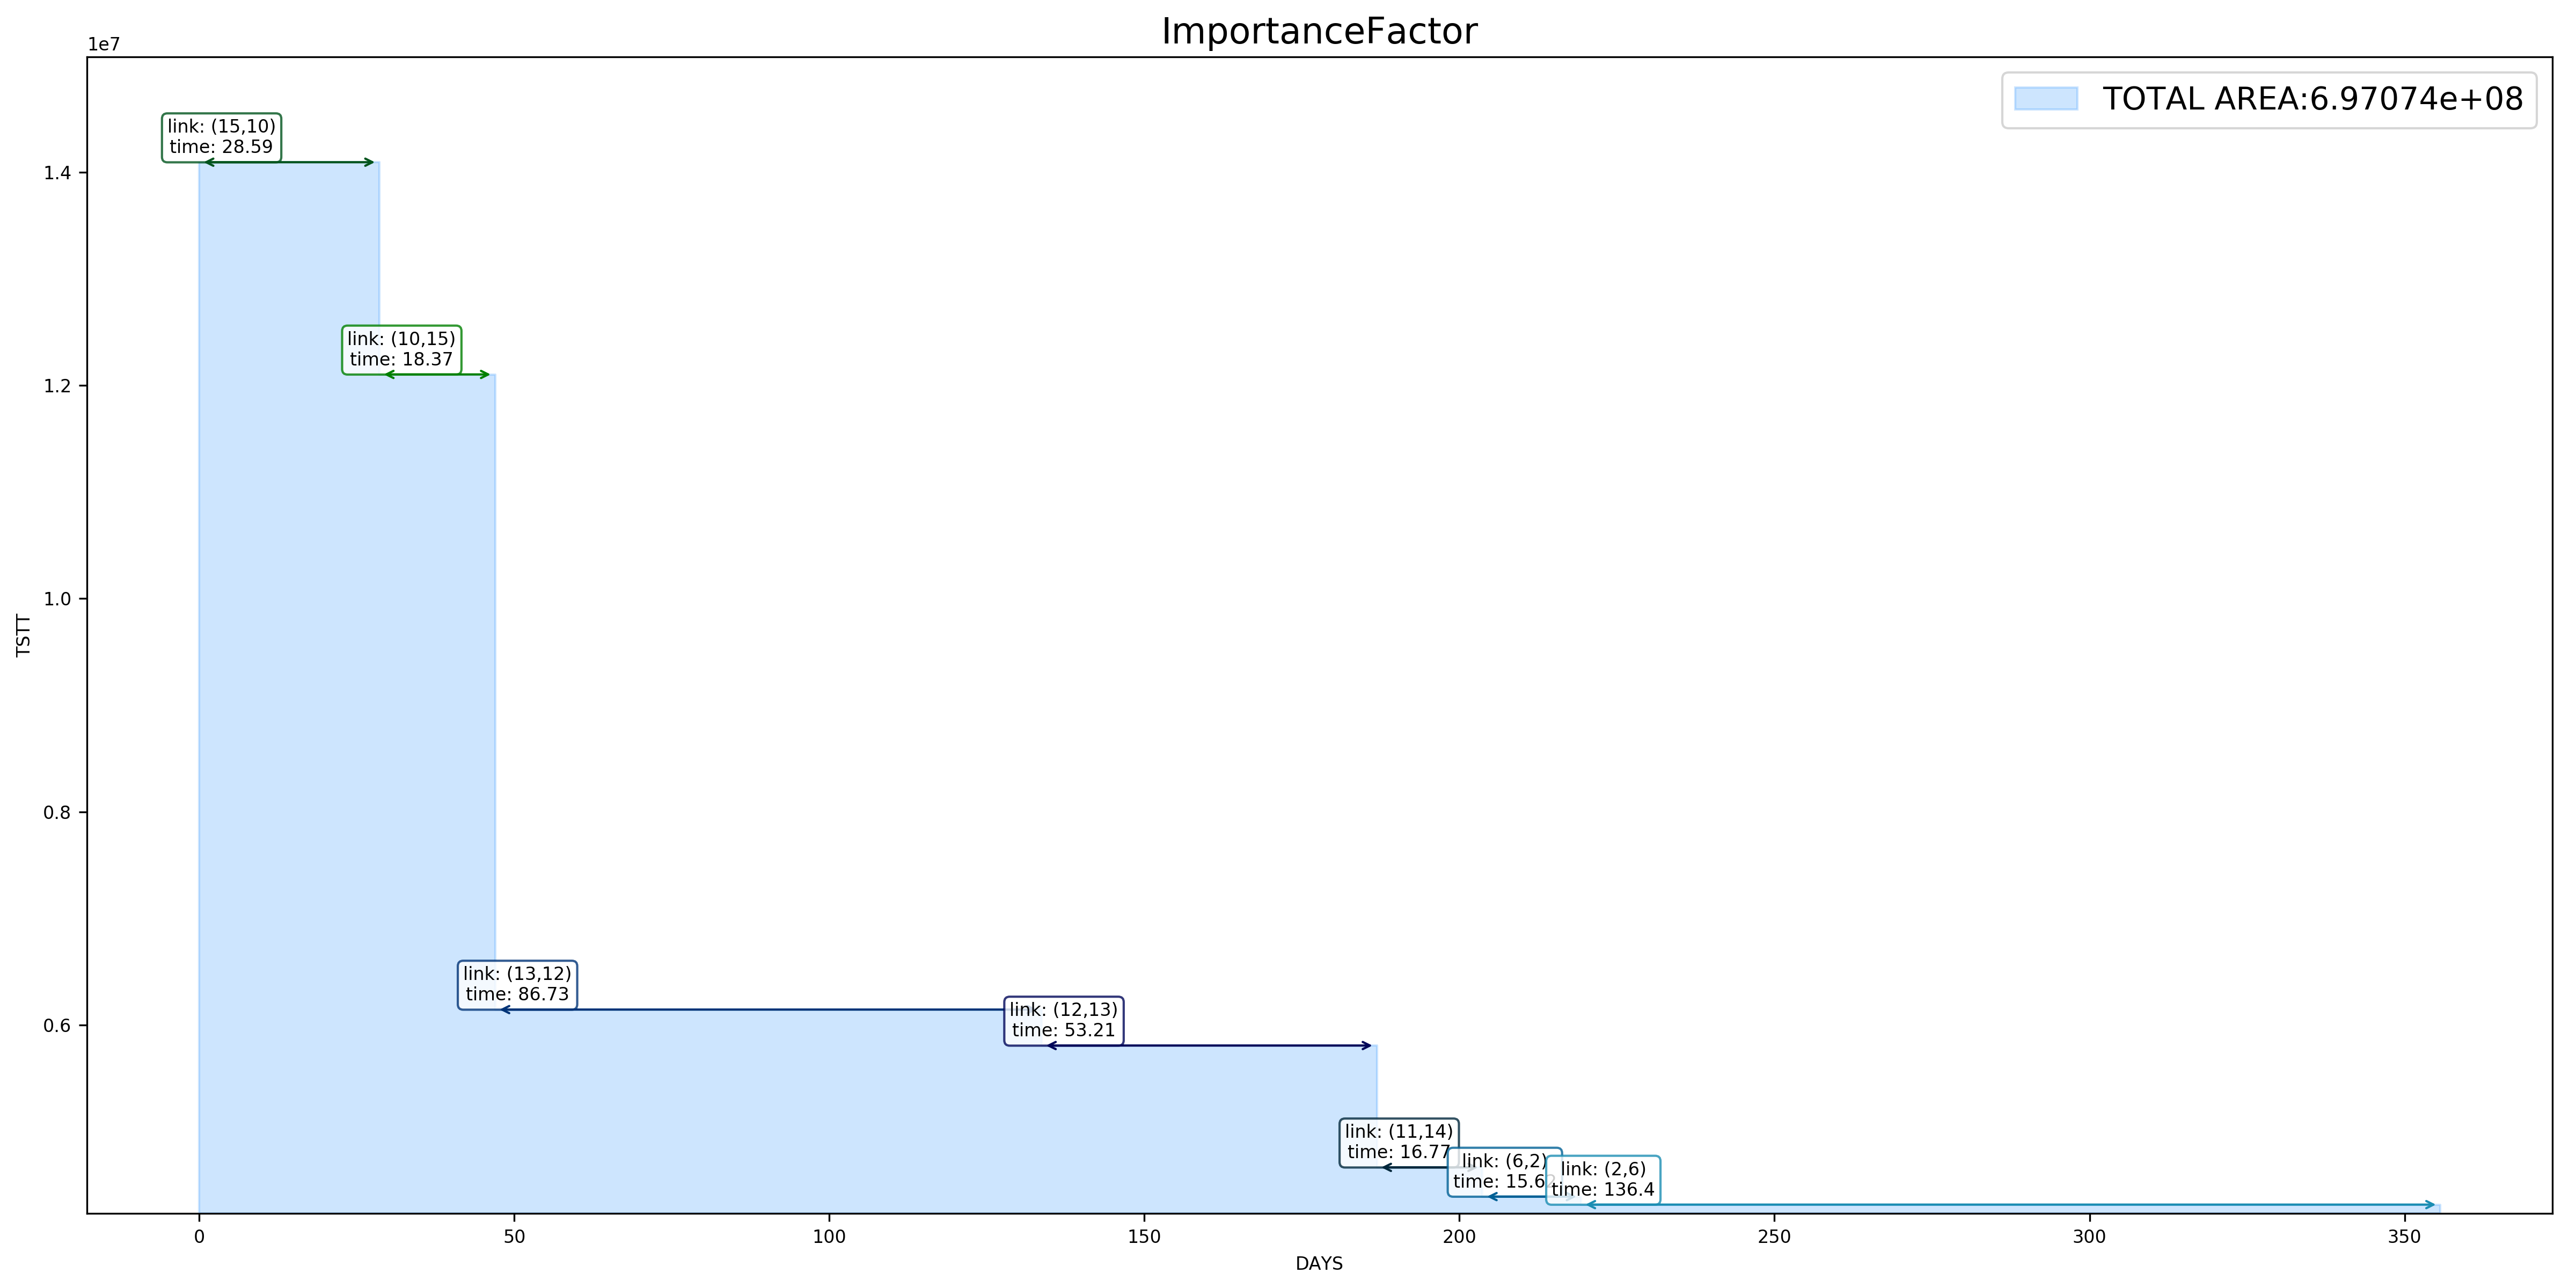 ImportanceFactor
1e7
TOTAL AREA:6.97074e+08
link: (15,10)
time: 28.59
1.4
link: (10,15)
time: 18.37
1.2
1.0
TSTT
0.8
link: (13,12)
time: 86.73
link: (12,13)
time: 53.21
0.6
link: (11,14)
time: 16.77
link: (6,2)
time:
link: (2,6)
time: 136.4
0 50 100 150 200 250 300 350
DAYS